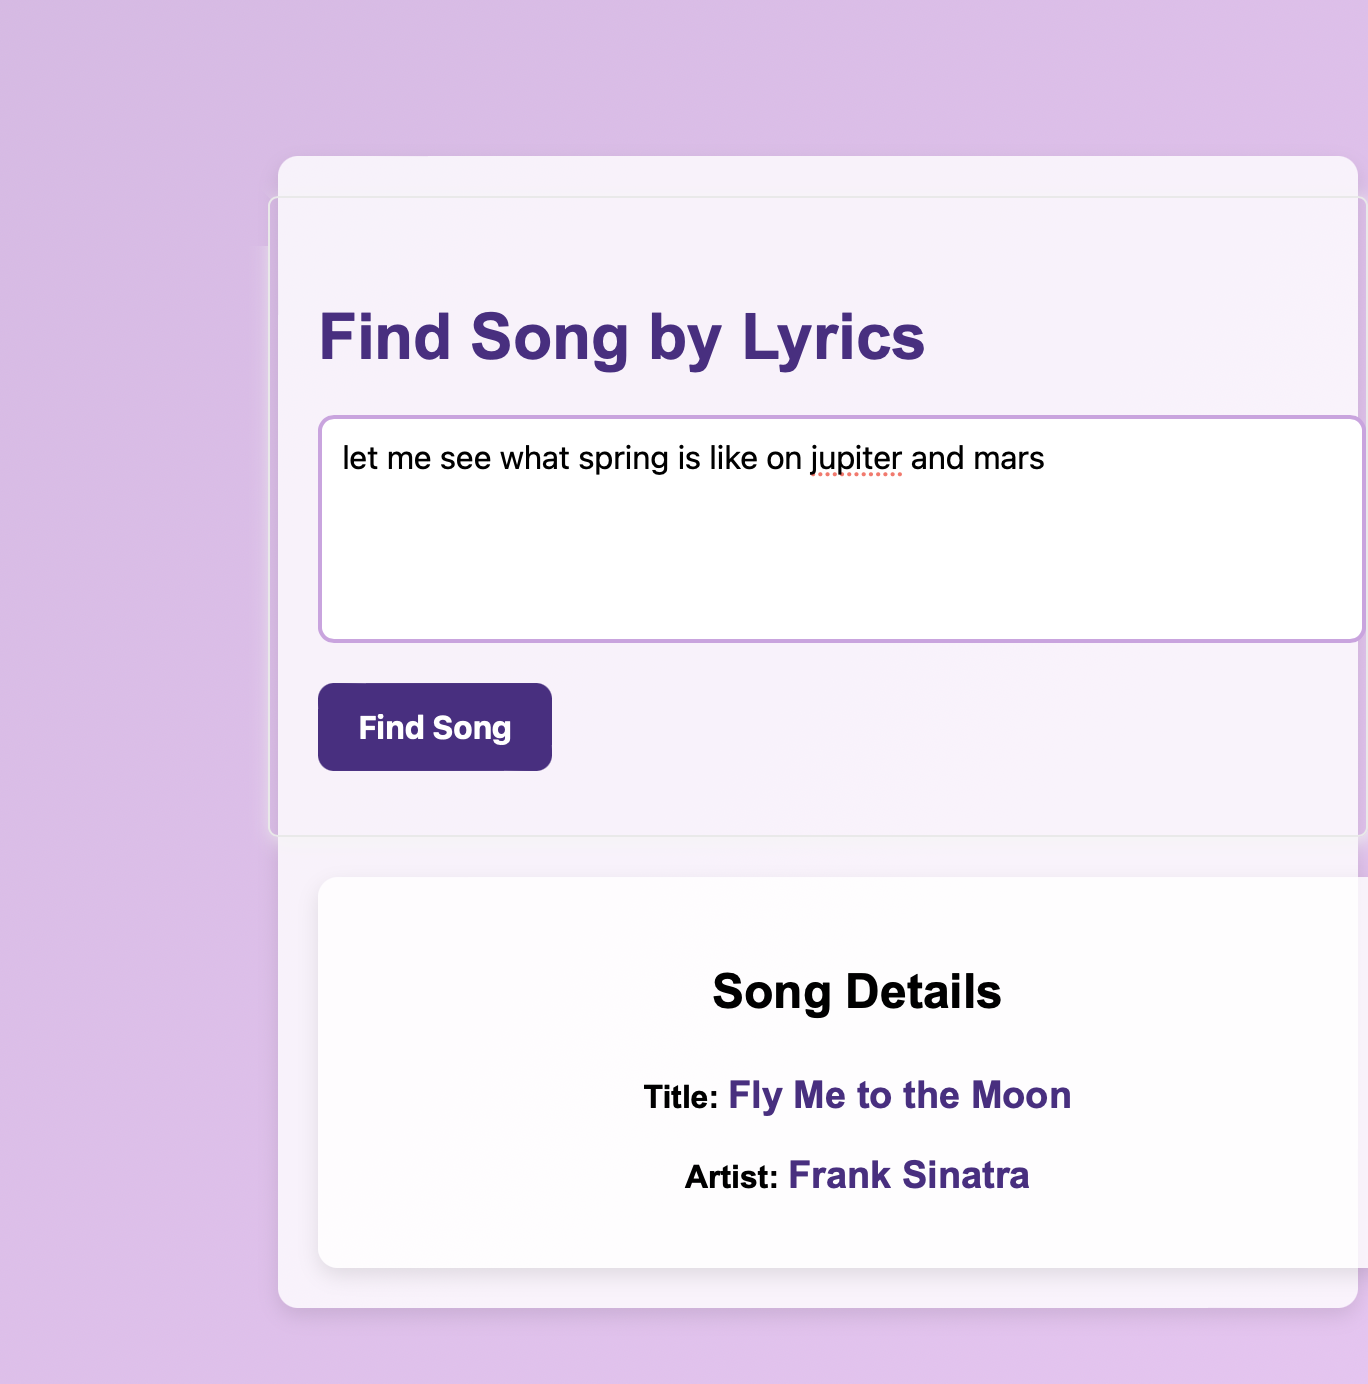 Find Song by Lyrics
let me see what spring is like on jupiter and mars
Find Song
Song Details
Title: Fly Me to the Moon
Artist: Frank Sinatra